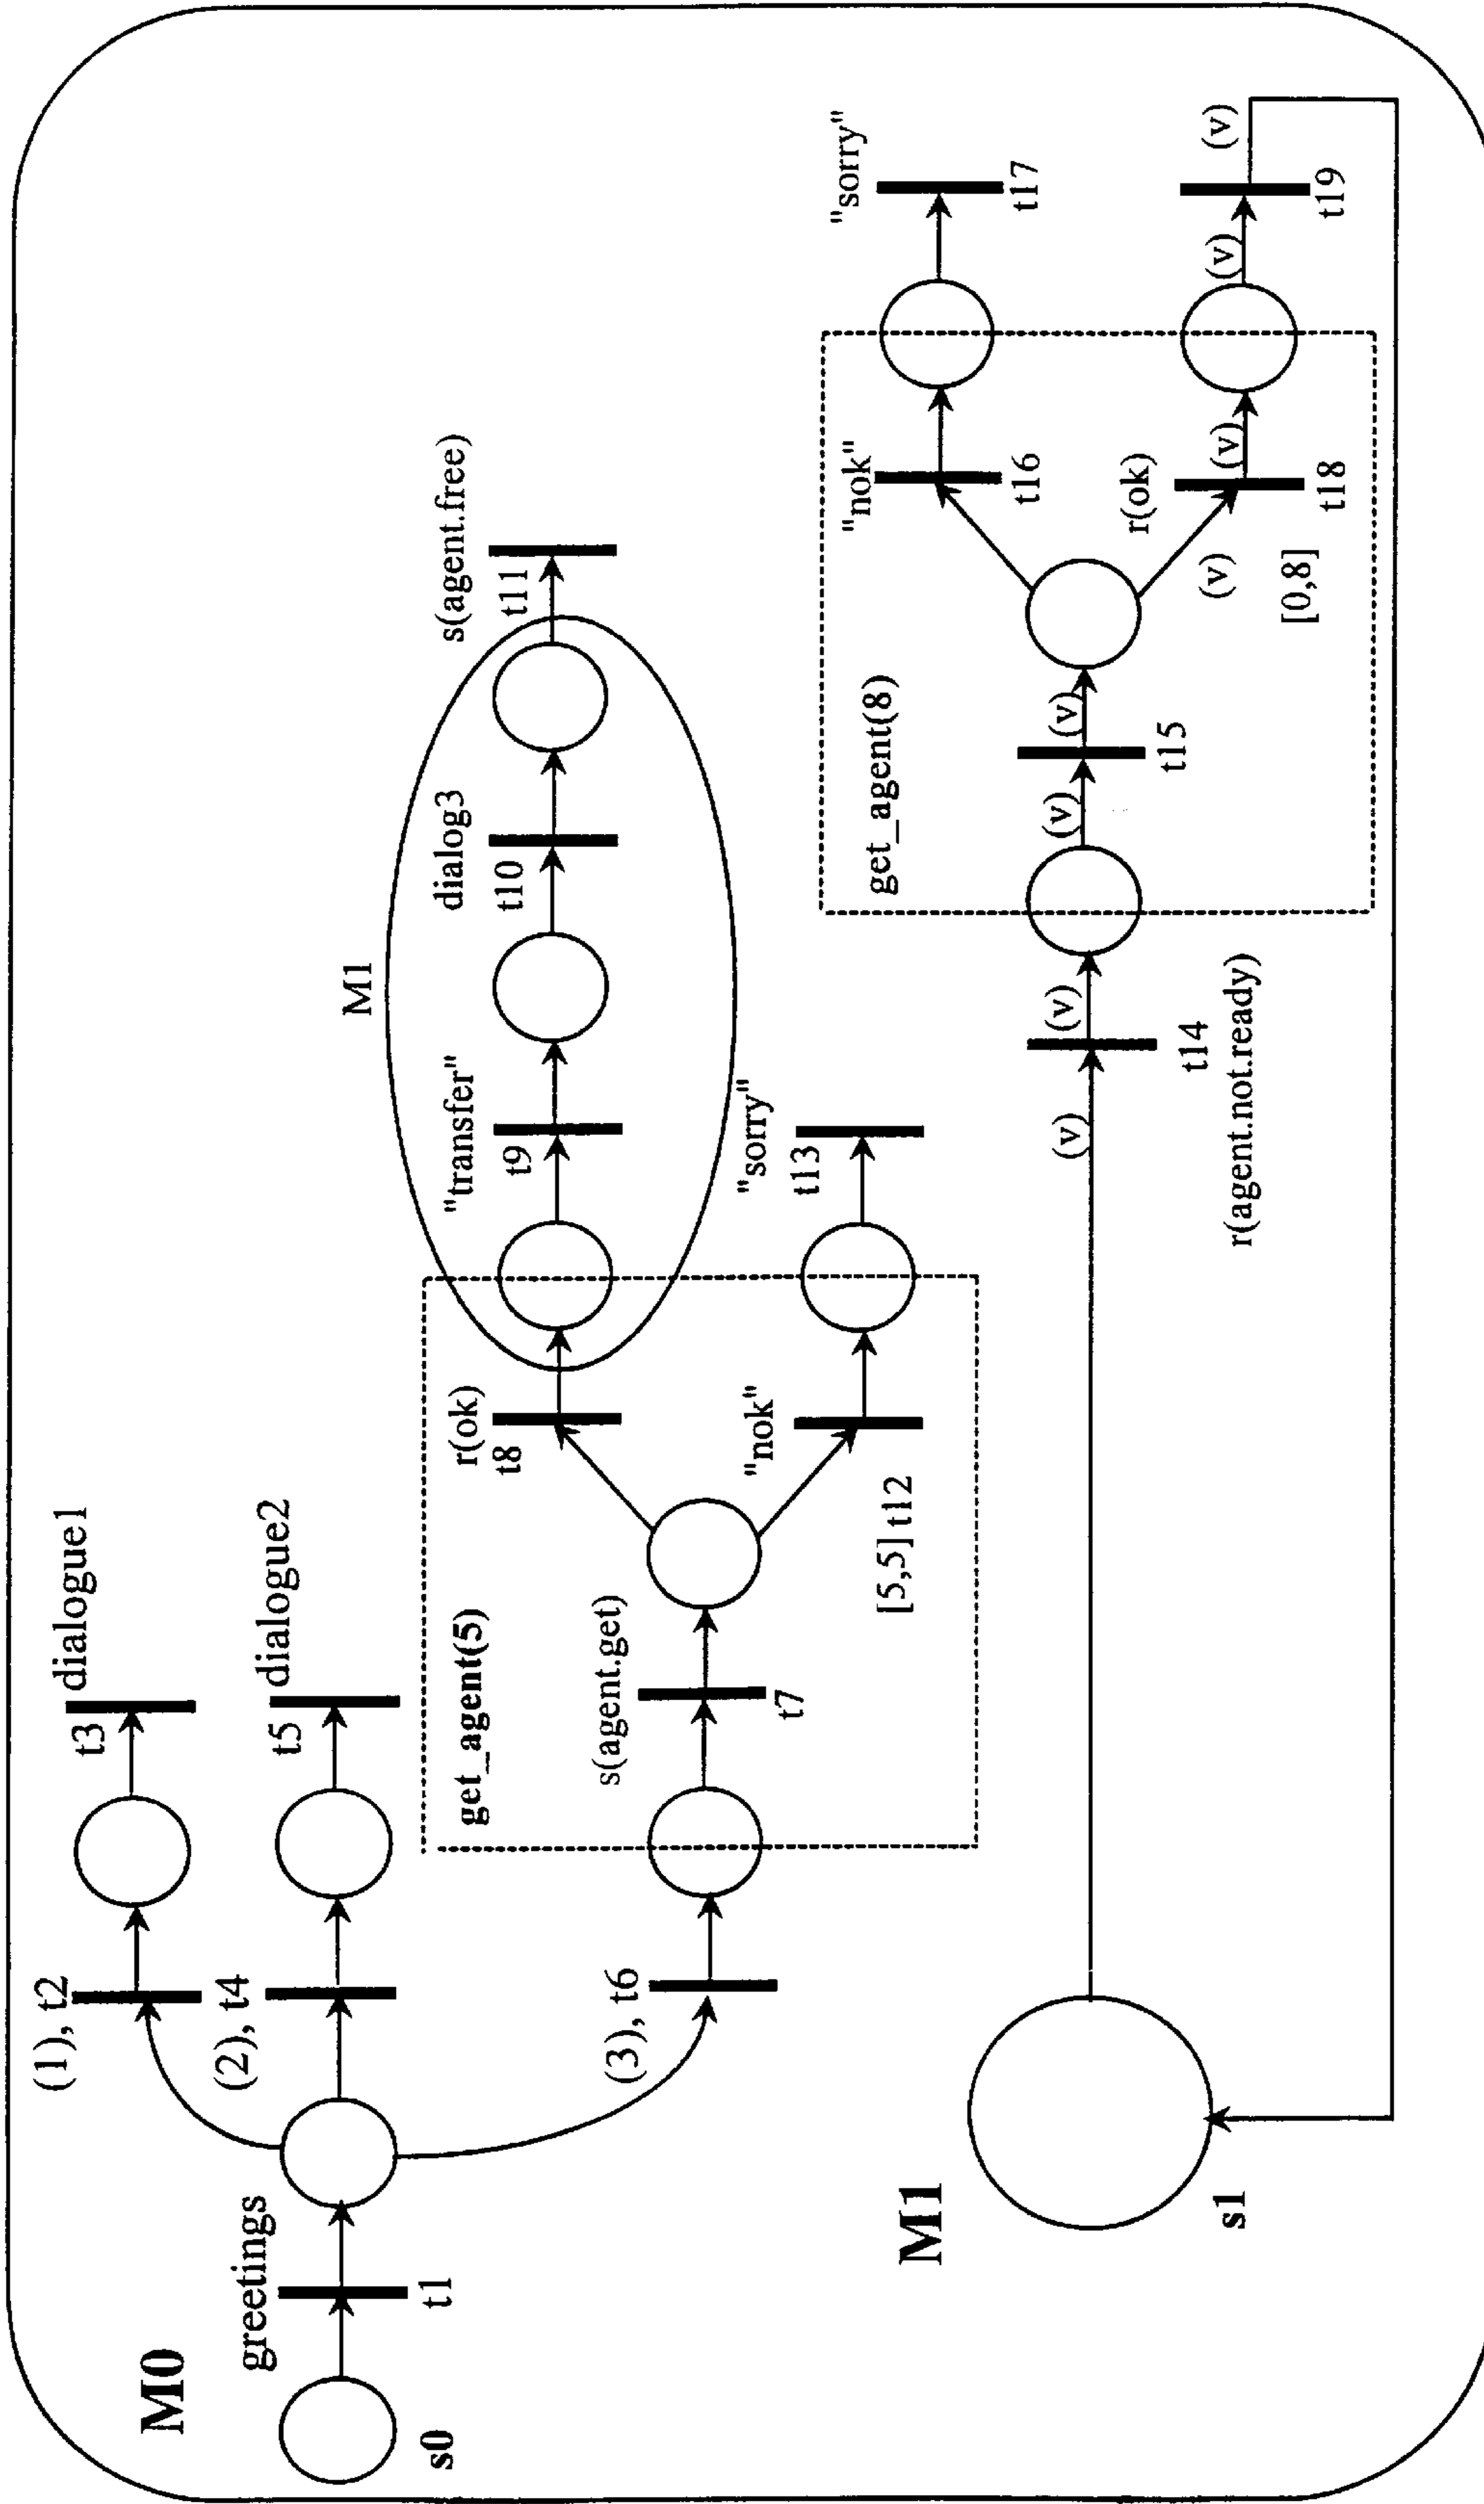 M0
s0
greetings
t1
(1), t2
t3
dialogue1
(2), t4
t5
dialogue2
(3), t6
get_agent(5)
s(agent.get)
t7
r(ok)
t8
"nok"
[5,5] t12
M1
"transfer"
t9
dialog3
t10
s(agent.free)
t11
"sorry"
t13
M1
s1
(v)
t14
r(agent.not.ready)
(v)
get_agent(8)
(v)
t15
(v)
"nok"
t16
"sorry"
t17
(v)
r(ok)
[0,8]
t18
(v)
(v)
t19
(v)